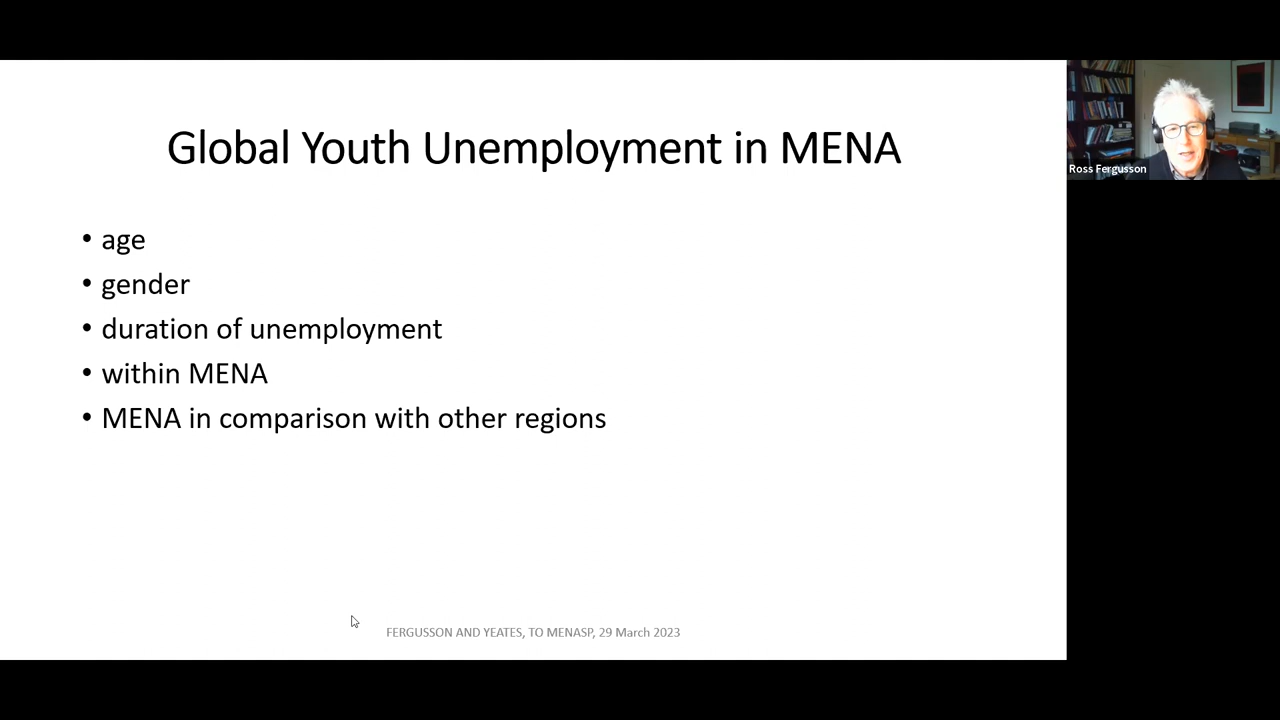 Global Youth Unemployment in MENA
• age
• gender
• duration of unemployment
• within MENA
• MENA in comparison with other regions
FERGUSSON AND YEATES, TO MENASP, 29 March 2023
Ross Fergusson